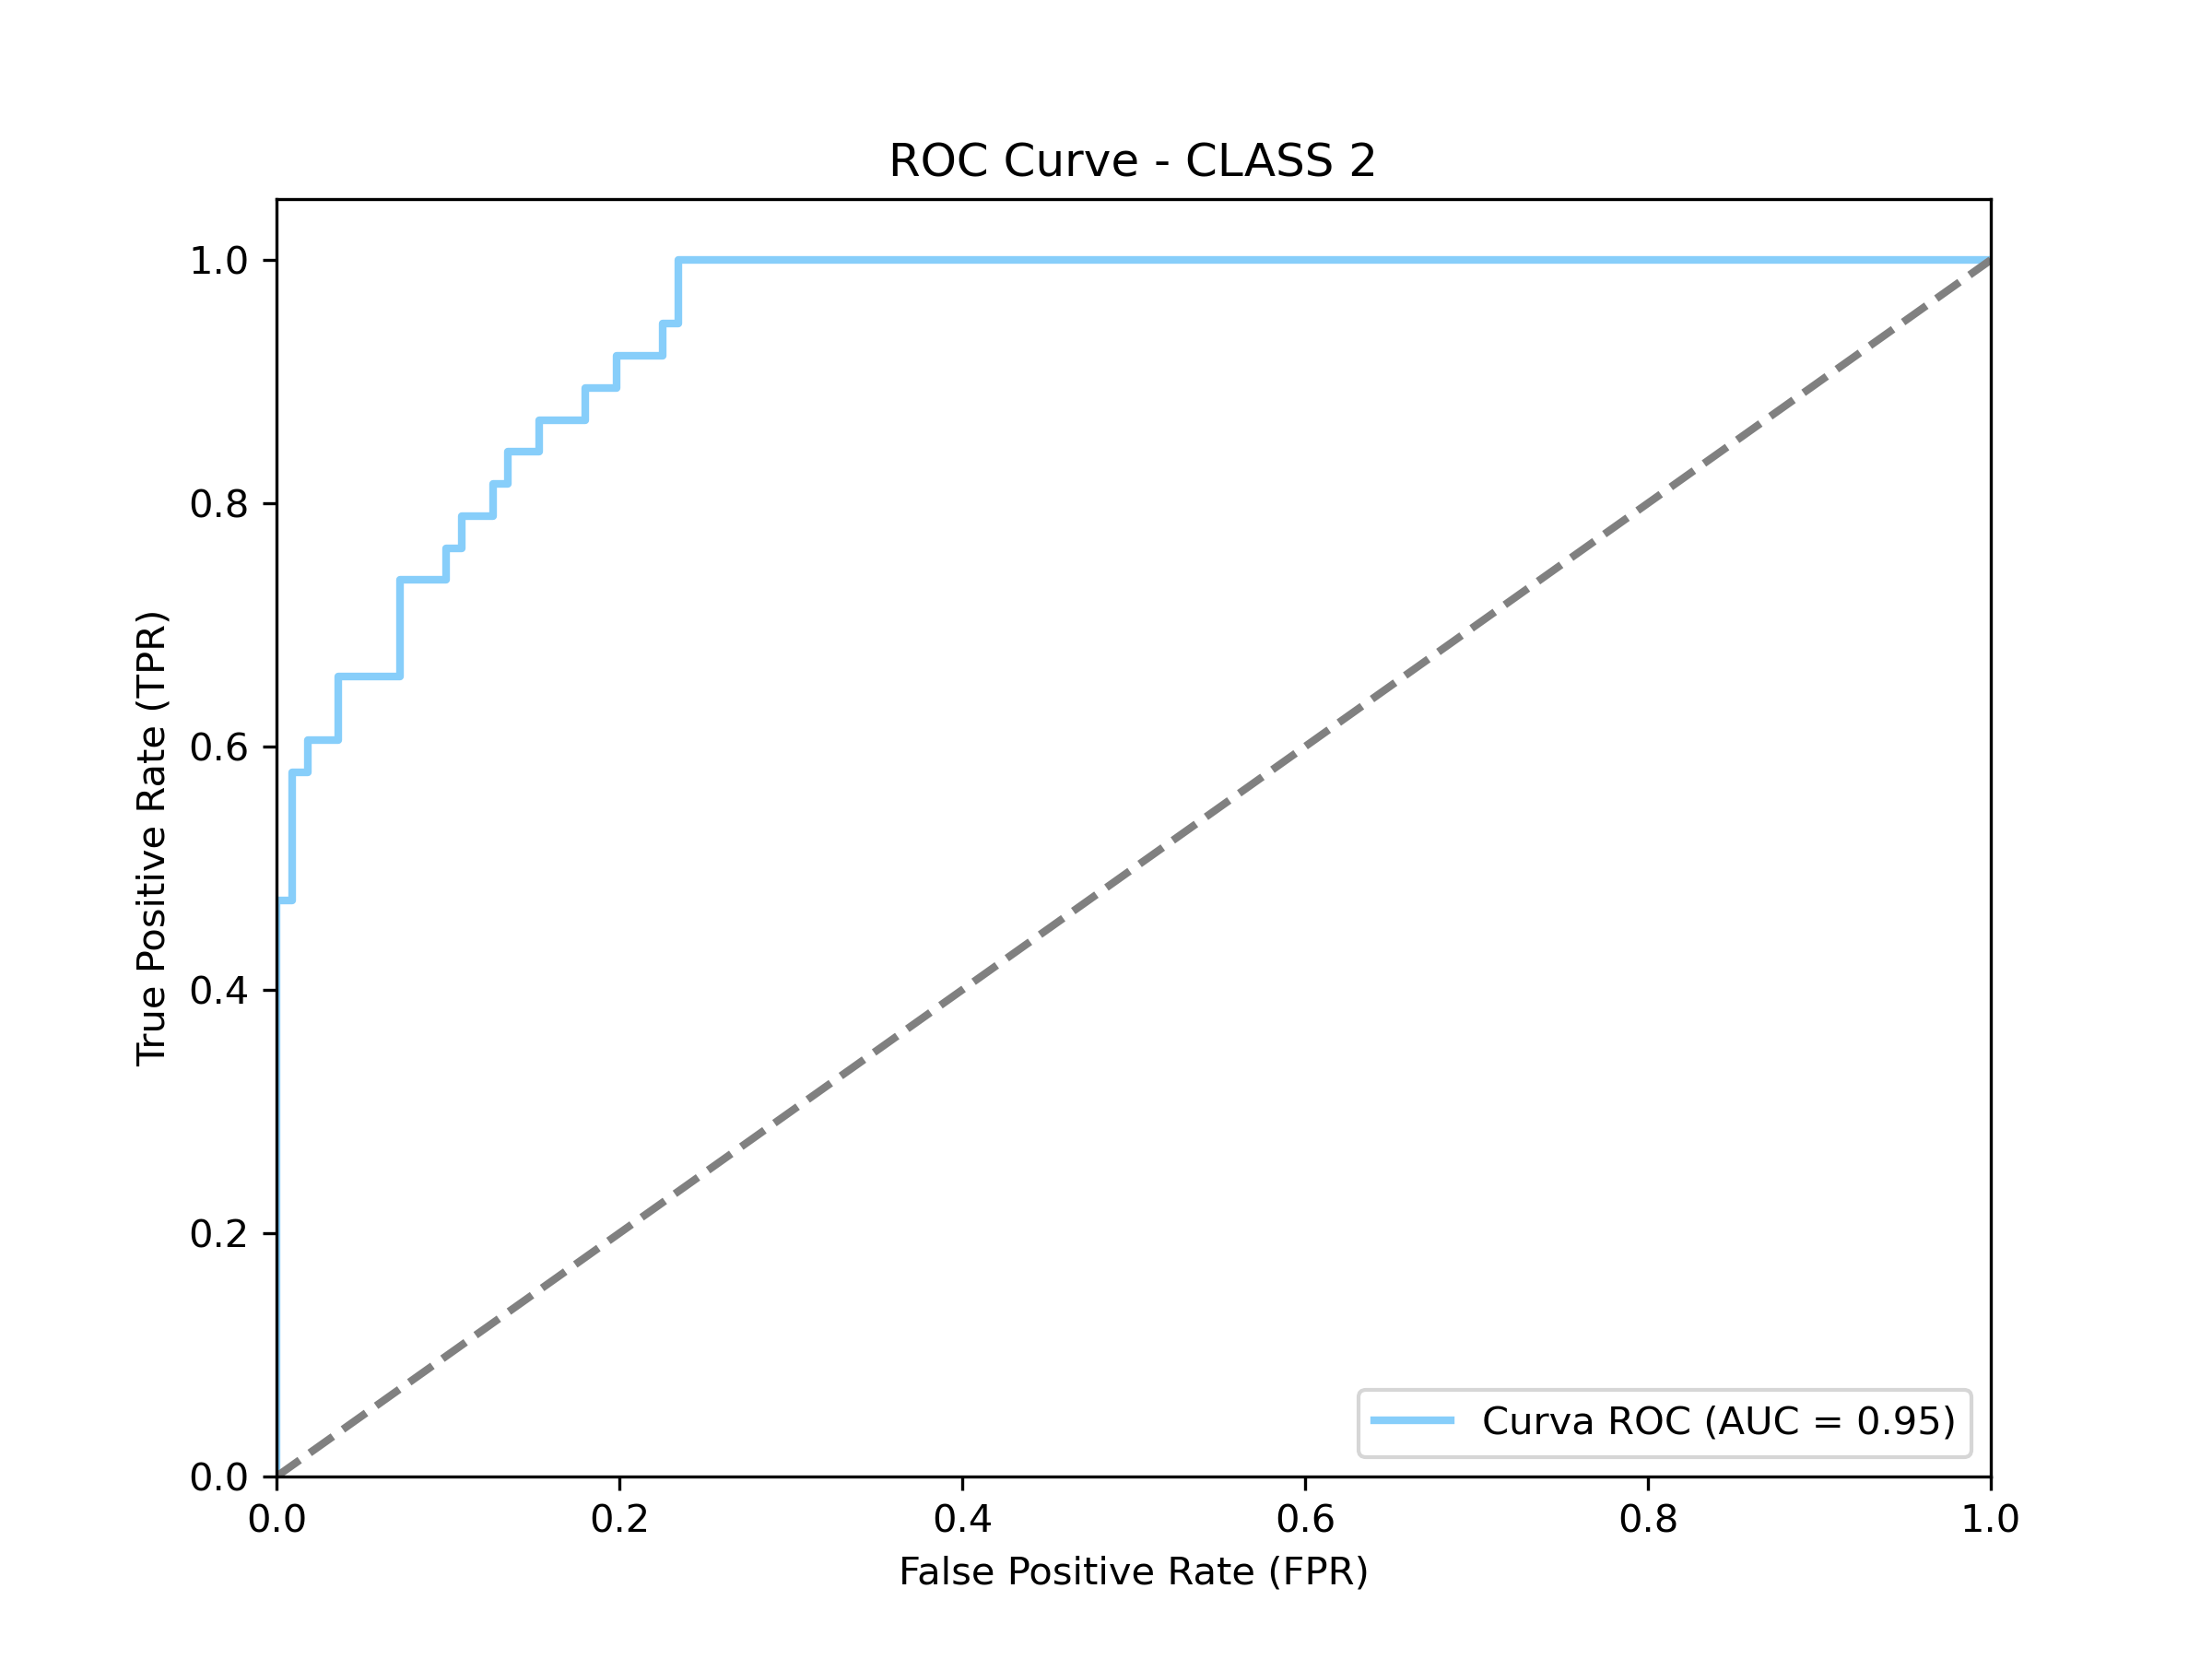 ROC Curve - CLASS 2
True Positive Rate (TPR)
1.0
0.8
0.6
0.4
0.2
0.0
0.0 0.2 0.4 0.6 0.8 1.0
False Positive Rate (FPR)
Curva ROC (AUC = 0.95)